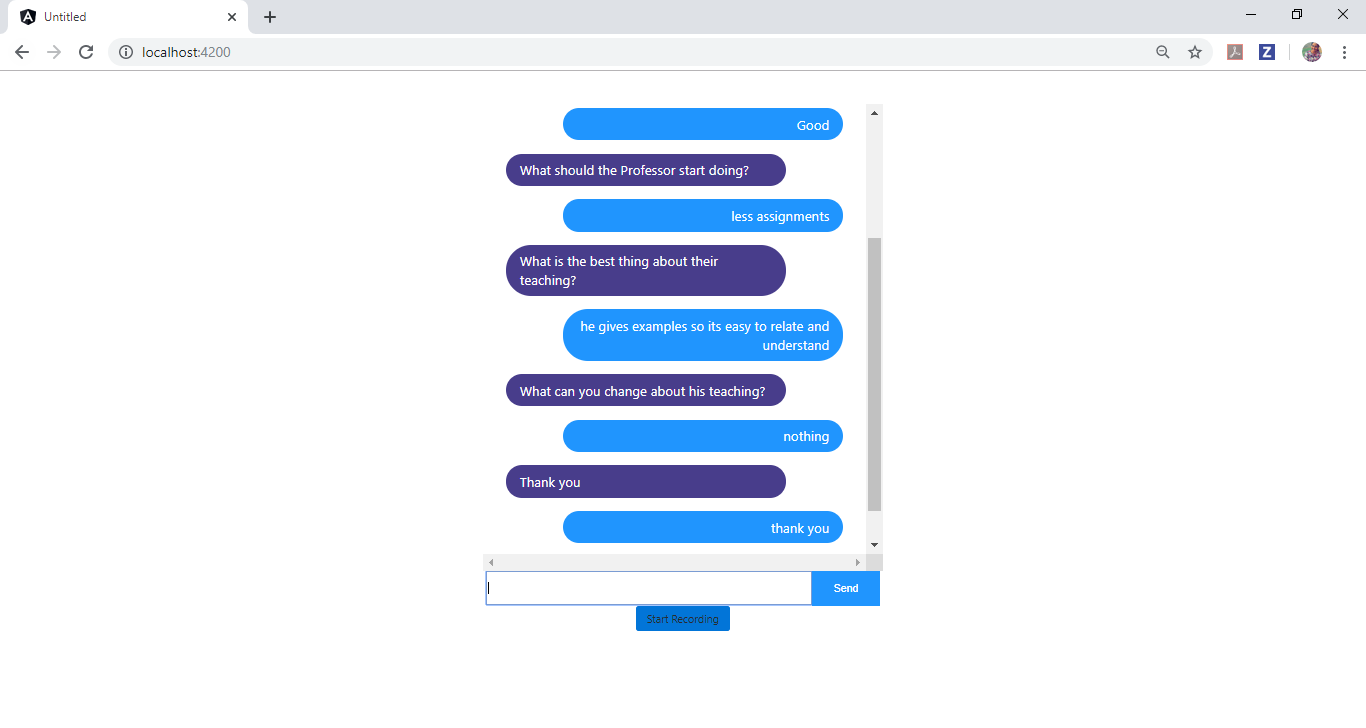 Untitled
localhost:4200
Good
What should the Professor start doing?
less assignments
What is the best thing about their
teaching?
he gives examples so its easy to relate and
understand
What can you change about his teaching?
nothing
Thank you
thank you
Send
Start Recording